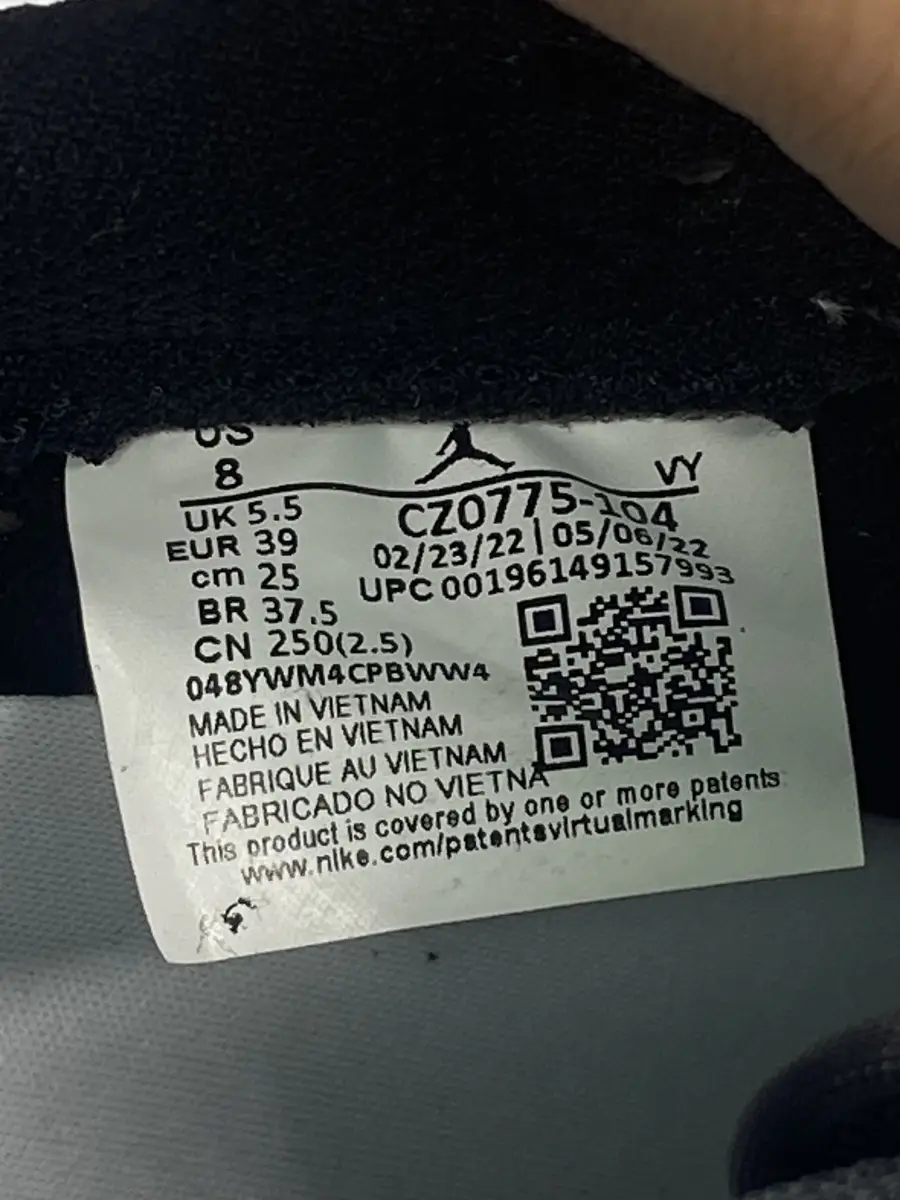 US
8
VY
UK 5.5
EUR 39
cm 25
BR 37.5
CN 250(2.5)
CZ0775-104
02/23/22 | 05/06/22
UPC 00196149157993
048YWM4CPBWW4
MADE IN VIETNAM
HECHO EN VIETNAM
FABRIQUE AU VIETNAM
FABRICADO NO VIETNA
This product is covered by one or more patents
www.nike.com/patentsvirtualmarking